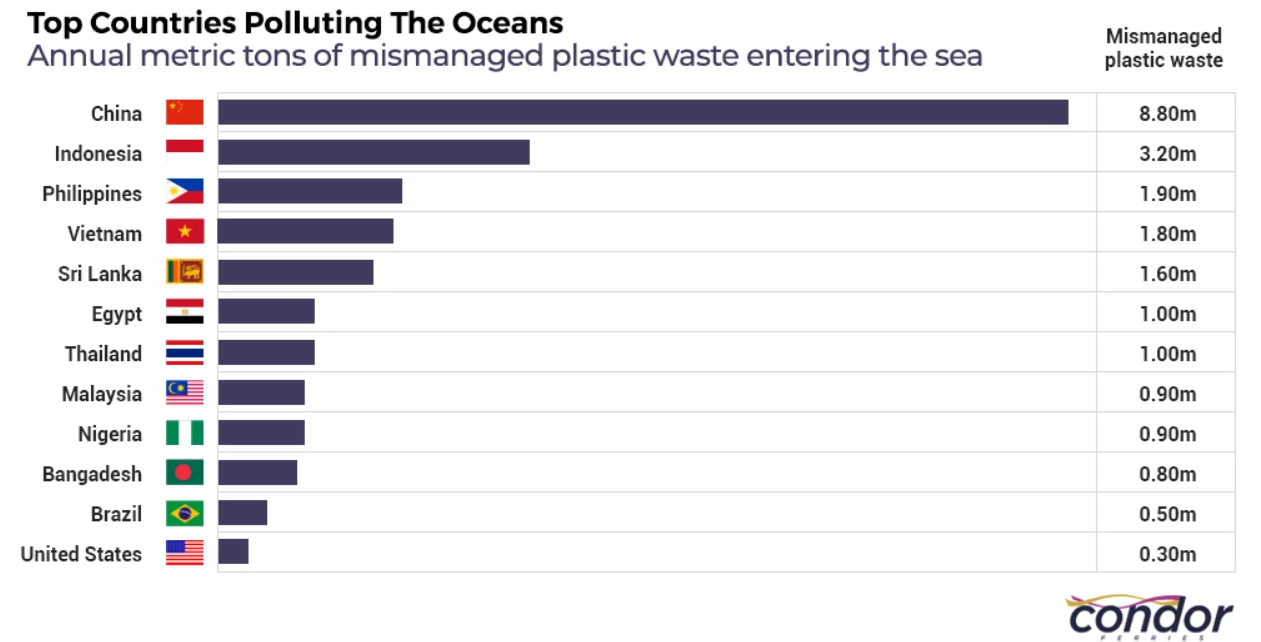 Top Countries Polluting The Oceans
Annual metric tons of mismanaged plastic waste entering the sea
Mismanaged
plastic waste
China 8.80m
Indonesia 3.20m
Philippines 1.90m
Vietnam 1.80m
Sri Lanka 1.60m
Egypt 1.00m
Thailand 1.00m
Malaysia 0.90m
Nigeria 0.90m
Bangadesh 0.80m
Brazil 0.50m
United States 0.30m
condor
FERRIES